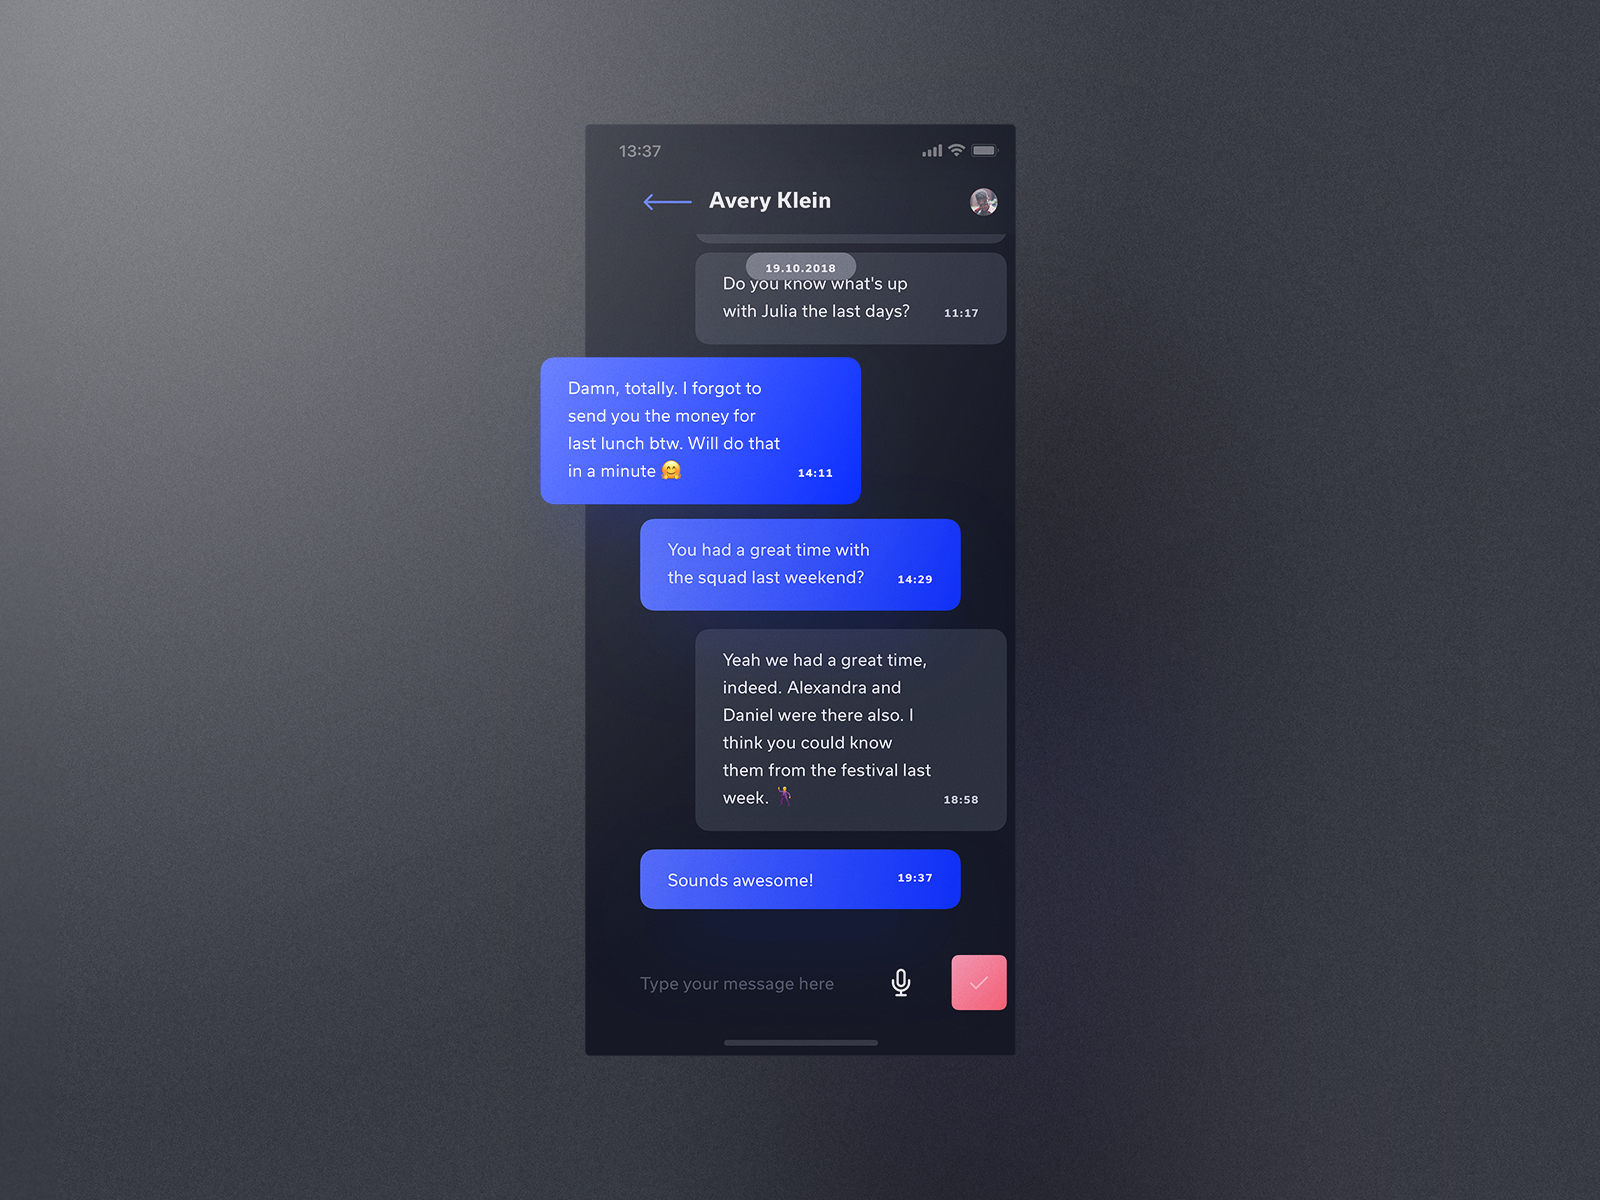 13:37
Avery Klein
19.10.2018
Do you know what's up
with Julia the last days?
11:17
Damn, totally. I forgot to
send you the money for
last lunch btw. Will do that
in a minute 🤗
14:11
You had a great time with
the squad last weekend?
14:29
Yeah we had a great time,
indeed. Alexandra and
Daniel were there also. I
think you could know
them from the festival last
week. 🕺
18:58
Sounds awesome!
19:37
Type your message here